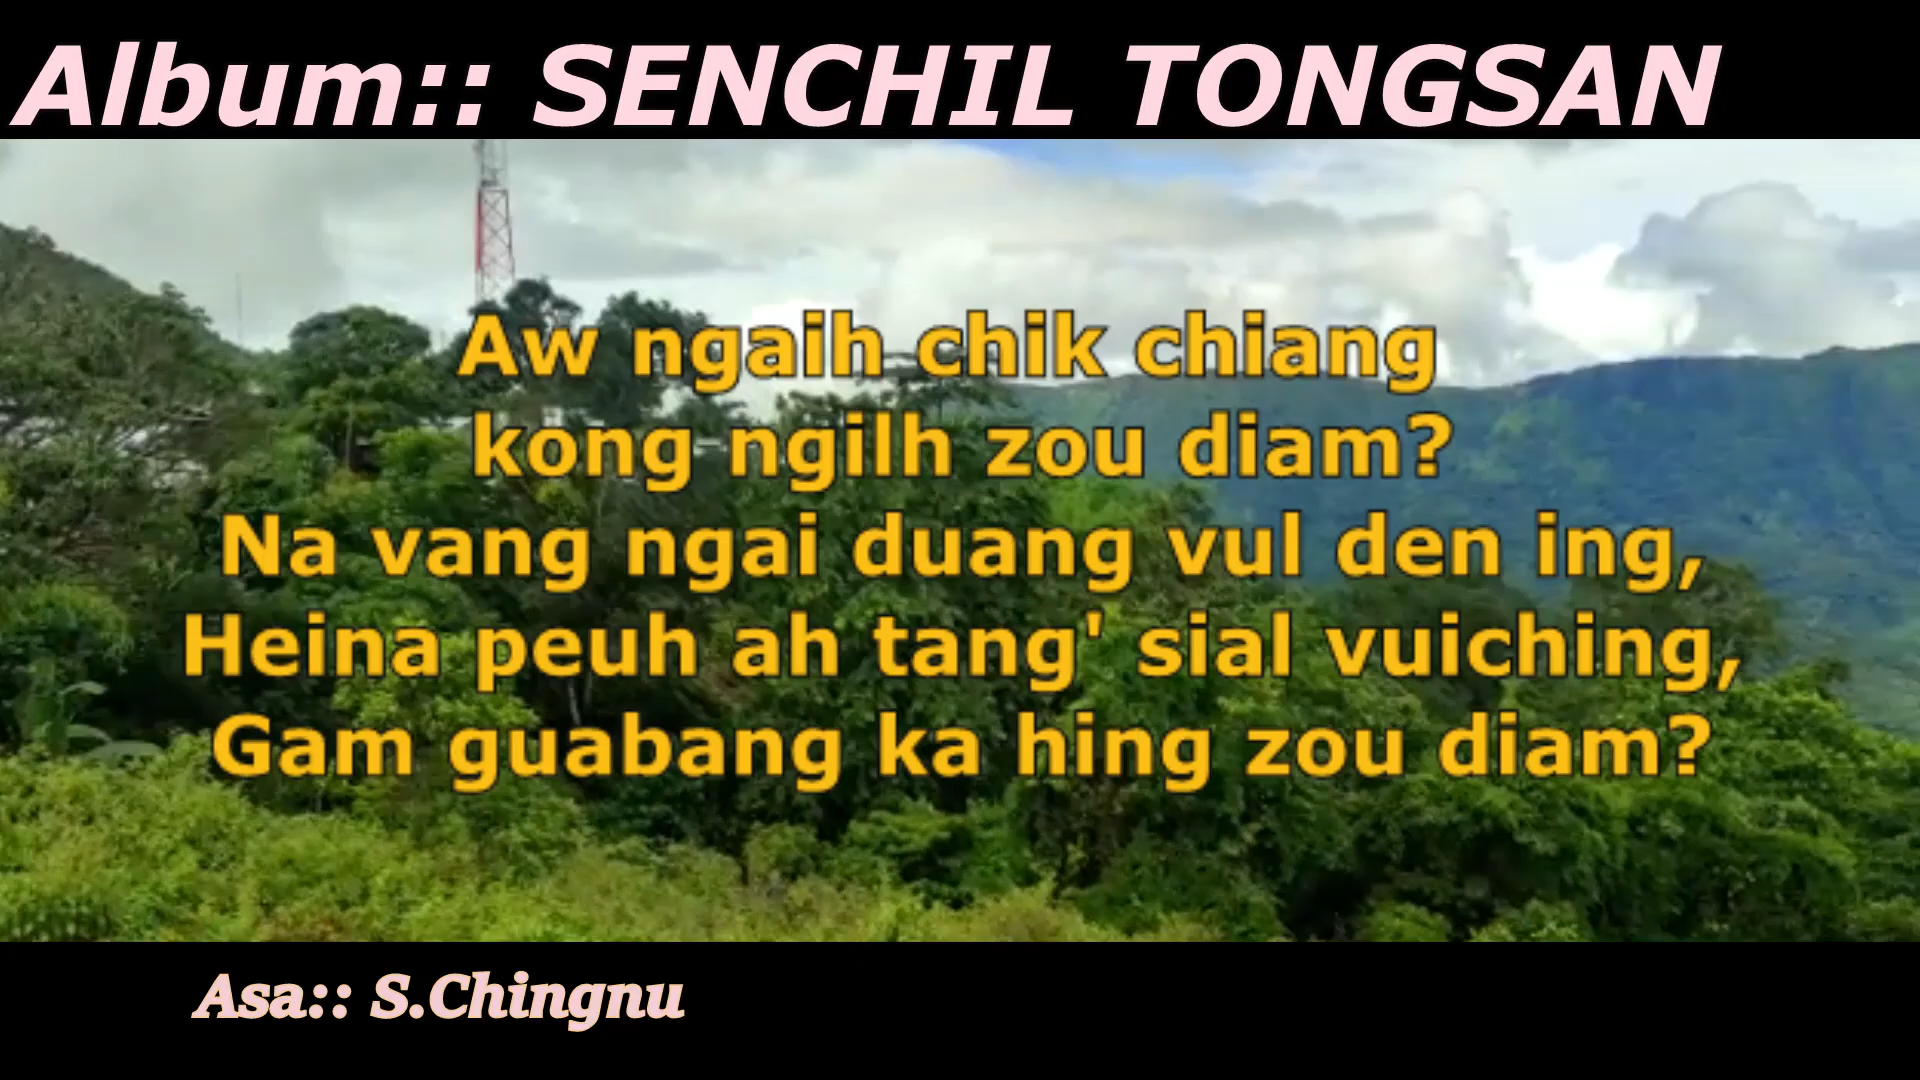 Album:: SENCHIL TONGSAN
Aw ngaih chik chiang
kong ngilh zou diam?
Na vang ngai duang vul den ing,
Heina peuh ah tang' sial vuiching,
Gam guabang ka hing zou diam?
Asa:: S.Chingnu